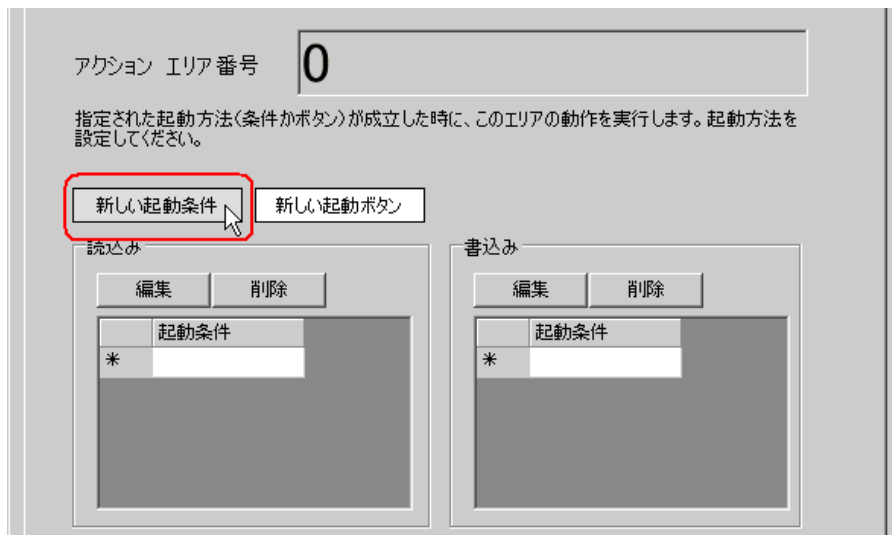 アクション エリア番号 0
指定された起動方法(条件かボタン)が成立した時に、このエリアの動作を実行します。起動方法を
設定してください。
新しい起動条件 新しい起動ボタン
読込み 書込み
編集 削除 編集 削除
起動条件 起動条件
* *